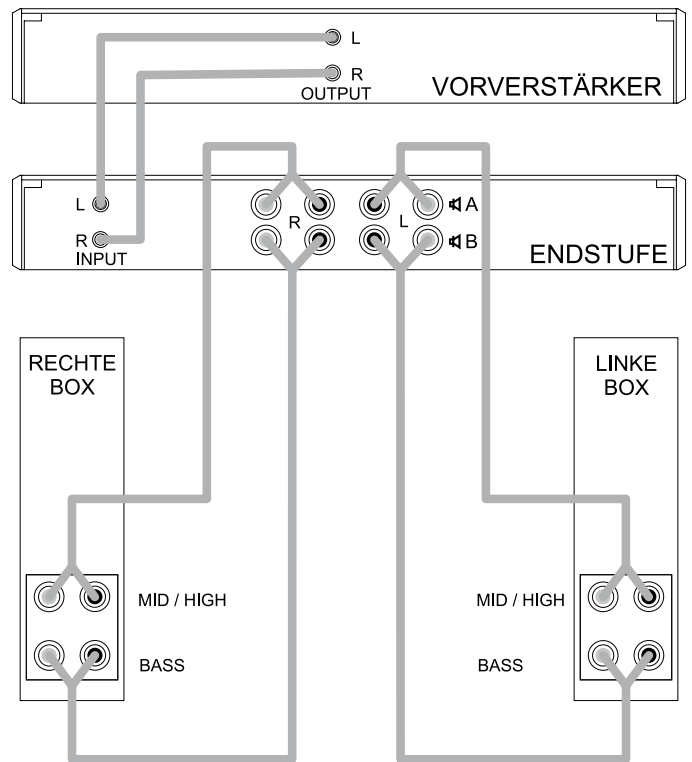 L
R
OUTPUT
VORVERSTÄRKER
L
R
INPUT
R
L
A
B
ENDSTUFE
RECHTE
BOX
LINKE
BOX
MID / HIGH
BASS
MID / HIGH
BASS